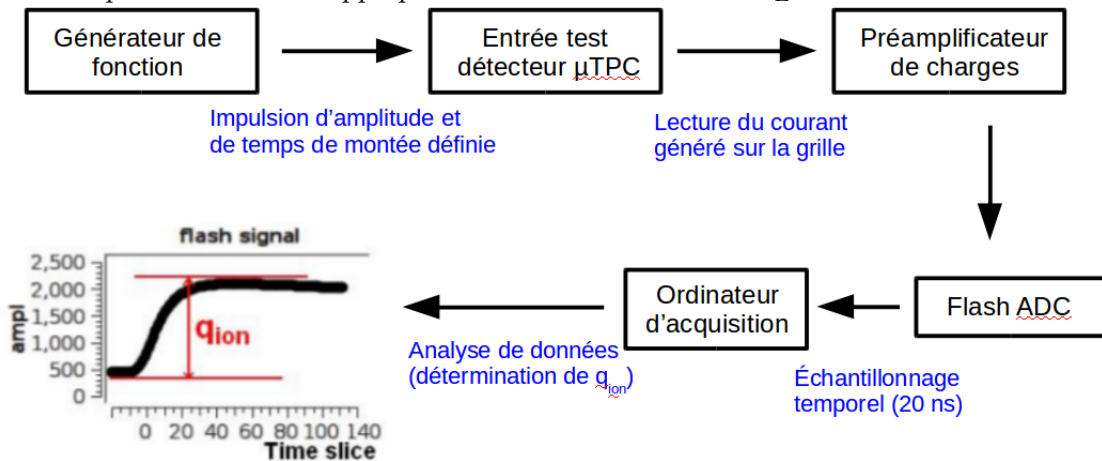 Générateur de
fonction
Entrée test
détecteur µTPC
Préamplificateur
de charges
Impulsion d'amplitude et
de temps de montée définie
Lecture du courant
généré sur la grille
flash signal
2,500
2,000
1,500
1,000
500
0
ampl
qion
0 20 40 60 80 100 120 140
Time slice
Analyse de données
(détermination de qion)
Ordinateur
d'acquisition
Flash ADC
Échantillonnage
temporel (20 ns)